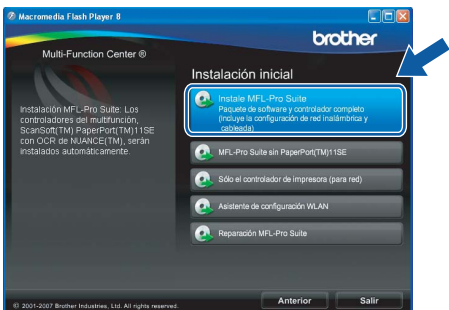 Macromedia Flash Player 8
brother
Multi-Function Center ®
Instalación inicial
Instalación MFL-Pro Suite: Los
controladores del multifunción,
ScanSoft(TM) PaperPort(TM)11SE
con OCR de NUANCE(TM), serán
instalados automáticamente.
Instale MFL-Pro Suite
Paquete de software y controlador completo
(Incluye la configuración de red inalámbrica y
cableada)
MFL-Pro Suite sin PaperPort(TM)11SE
Sólo el controlador de impresora (para red)
Asistente de configuración WLAN
Reparación MFL-Pro Suite
Anterior
Salir
© 2001-2007 Brother Industries, Ltd. All rights reserved.